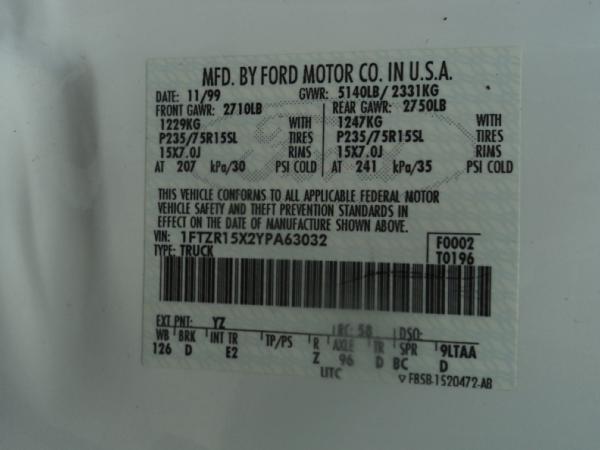 MFD. BY FORD MOTOR CO. IN U.S.A.
DATE: 11/99 GVWR: 5140LB/ 2331KG
FRONT GAWR: 2710LB REAR GAWR: 2750LB
1229KG WITH 1247KG WITH
P235/75R15SL TIRES P235/75R15SL TIRES
15X7.0J RIMS 15X7.0J RIMS
AT 207 kPa/30 PSI COLD AT 241 kPa/35 PSI COLD
THIS VEHICLE CONFORMS TO ALL APPLICABLE FEDERAL MOTOR
VEHICLE SAFETY AND THEFT PREVENTION STANDARDS IN
EFFECT ON THE DATE OF MANUFACTURE SHOWN ABOVE.
VIN: 1FTZR15X2YPA63032 F0002
TYPE: TRUCK T0196
EXT PNT: YZ RC: 58 DSO:
WB BRK INT TR TP/PS R AXLE TR SPR 9LTAA
126 D E2 Z 96 D BC D
UTC ▽ F85B-1520472-AB